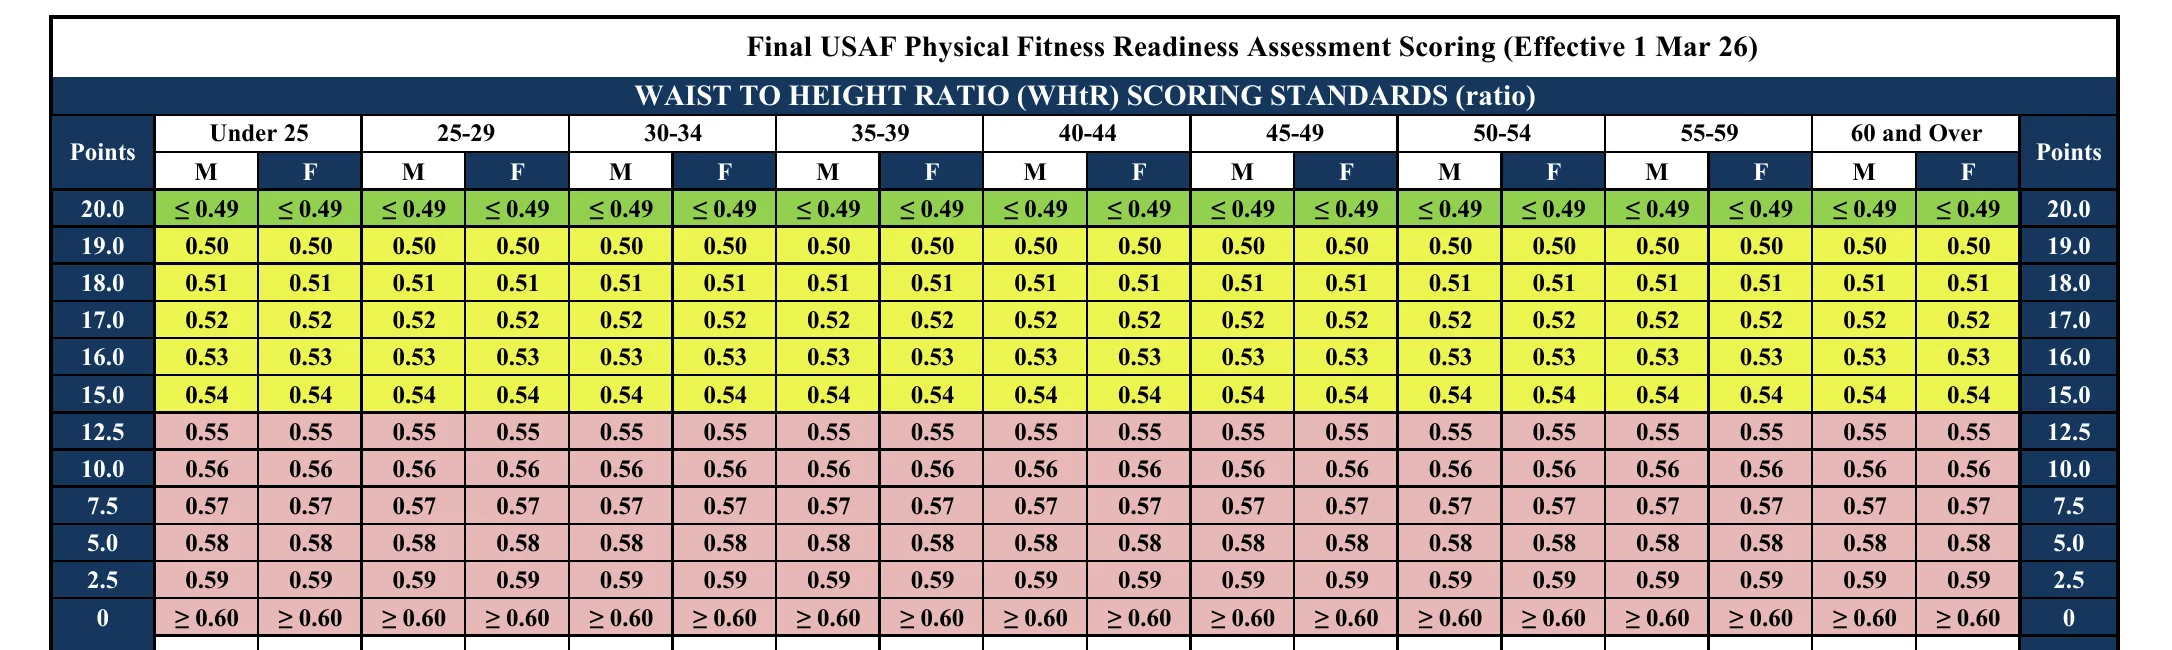 Final USAF Physical Fitness Readiness Assessment Scoring (Effective 1 Mar 26)
WAIST TO HEIGHT RATIO (WHtR) SCORING STANDARDS (ratio)
Points Under 25 25-29 30-34 35-39 40-44 45-49 50-54 55-59 60 and Over Points
M F M F M F M F M F M F M F M F M F
20.0 ≤ 0.49 ≤ 0.49 ≤ 0.49 ≤ 0.49 ≤ 0.49 ≤ 0.49 ≤ 0.49 ≤ 0.49 ≤ 0.49 ≤ 0.49 ≤ 0.49 ≤ 0.49 ≤ 0.49 ≤ 0.49 ≤ 0.49 ≤ 0.49 ≤ 0.49 ≤ 0.49 20.0
19.0 0.50 0.50 0.50 0.50 0.50 0.50 0.50 0.50 0.50 0.50 0.50 0.50 0.50 0.50 0.50 0.50 0.50 0.50 19.0
18.0 0.51 0.51 0.51 0.51 0.51 0.51 0.51 0.51 0.51 0.51 0.51 0.51 0.51 0.51 0.51 0.51 0.51 0.51 18.0
17.0 0.52 0.52 0.52 0.52 0.52 0.52 0.52 0.52 0.52 0.52 0.52 0.52 0.52 0.52 0.52 0.52 0.52 0.52 17.0
16.0 0.53 0.53 0.53 0.53 0.53 0.53 0.53 0.53 0.53 0.53 0.53 0.53 0.53 0.53 0.53 0.53 0.53 0.53 16.0
15.0 0.54 0.54 0.54 0.54 0.54 0.54 0.54 0.54 0.54 0.54 0.54 0.54 0.54 0.54 0.54 0.54 0.54 0.54 15.0
12.5 0.55 0.55 0.55 0.55 0.55 0.55 0.55 0.55 0.55 0.55 0.55 0.55 0.55 0.55 0.55 0.55 0.55 0.55 12.5
10.0 0.56 0.56 0.56 0.56 0.56 0.56 0.56 0.56 0.56 0.56 0.56 0.56 0.56 0.56 0.56 0.56 0.56 0.56 10.0
7.5 0.57 0.57 0.57 0.57 0.57 0.57 0.57 0.57 0.57 0.57 0.57 0.57 0.57 0.57 0.57 0.57 0.57 0.57 7.5
5.0 0.58 0.58 0.58 0.58 0.58 0.58 0.58 0.58 0.58 0.58 0.58 0.58 0.58 0.58 0.58 0.58 0.58 0.58 5.0
2.5 0.59 0.59 0.59 0.59 0.59 0.59 0.59 0.59 0.59 0.59 0.59 0.59 0.59 0.59 0.59 0.59 0.59 0.59 2.5
0 ≥ 0.60 ≥ 0.60 ≥ 0.60 ≥ 0.60 ≥ 0.60 ≥ 0.60 ≥ 0.60 ≥ 0.60 ≥ 0.60 ≥ 0.60 ≥ 0.60 ≥ 0.60 ≥ 0.60 ≥ 0.60 ≥ 0.60 ≥ 0.60 ≥ 0.60 ≥ 0.60 0